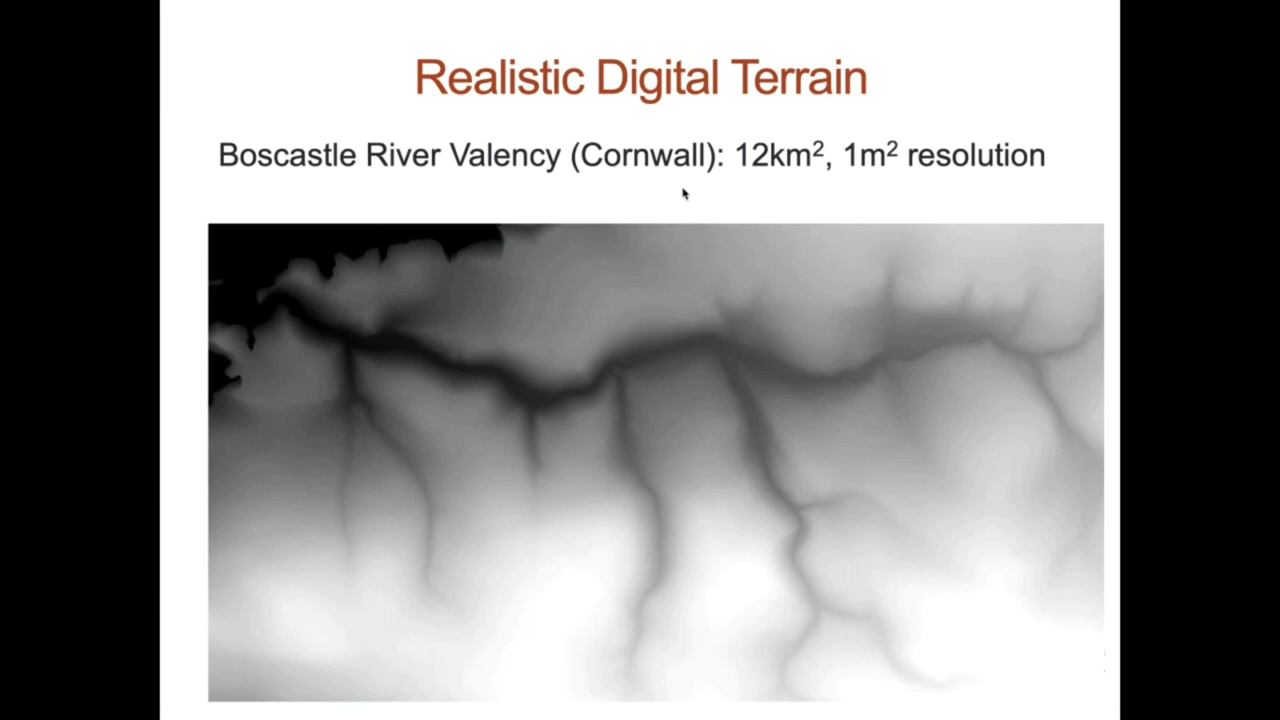 Realistic Digital Terrain
Boscastle River Valency (Cornwall): 12km², 1m² resolution